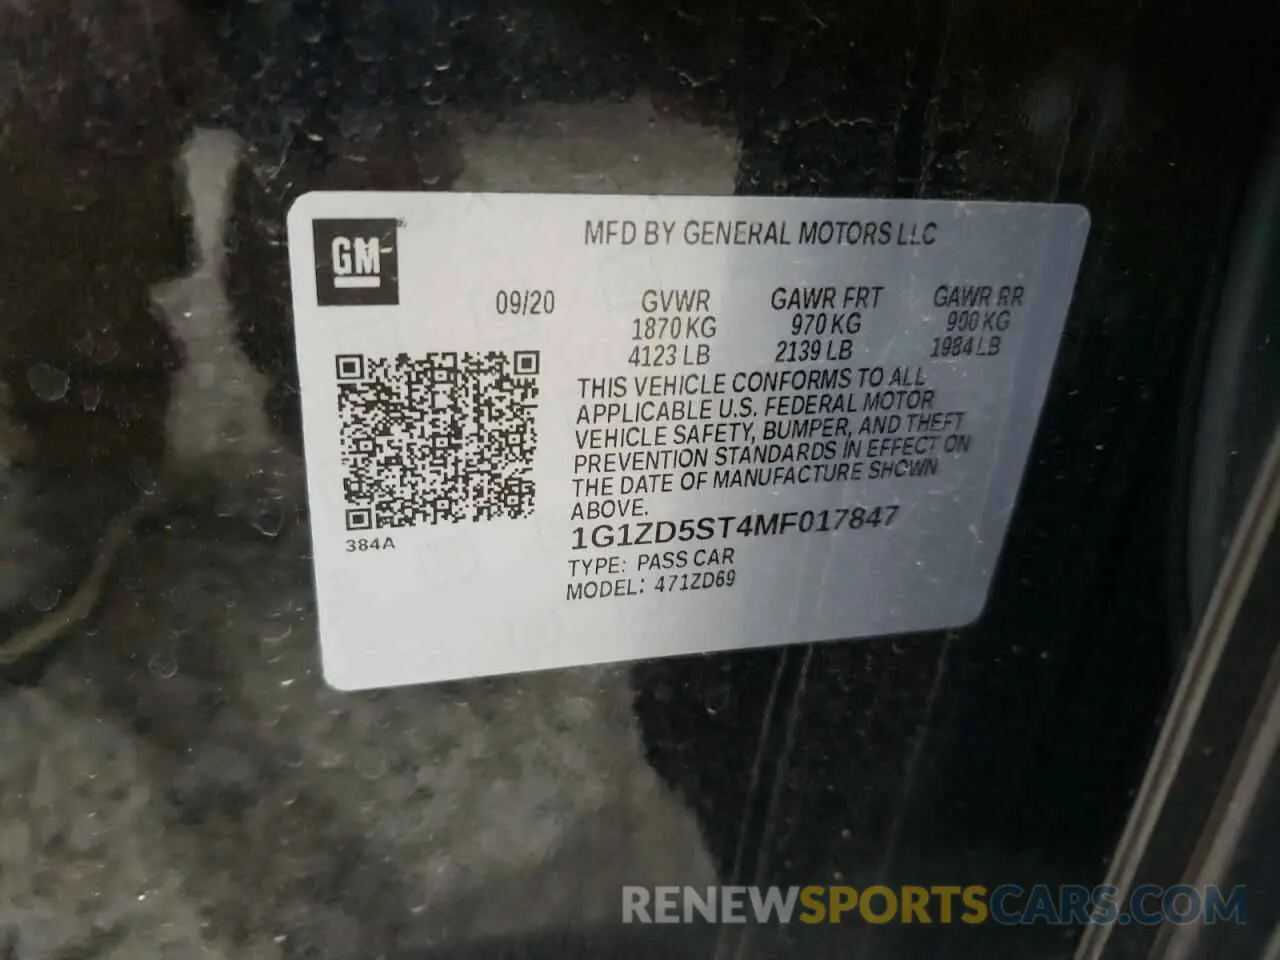 GM
MFD BY GENERAL MOTORS LLC
09/20 GVWR GAWR FRT GAWR RR
1870 KG 970 KG 900 KG
4123 LB 2139 LB 1984 LB
THIS VEHICLE CONFORMS TO ALL
APPLICABLE U.S. FEDERAL MOTOR
VEHICLE SAFETY, BUMPER, AND THEFT
PREVENTION STANDARDS IN EFFECT ON
THE DATE OF MANUFACTURE SHOWN
ABOVE.
1G1ZD5ST4MF017847
384A
TYPE: PASS CAR
MODEL: 471ZD69
RENEWSPORTSCARS.COM